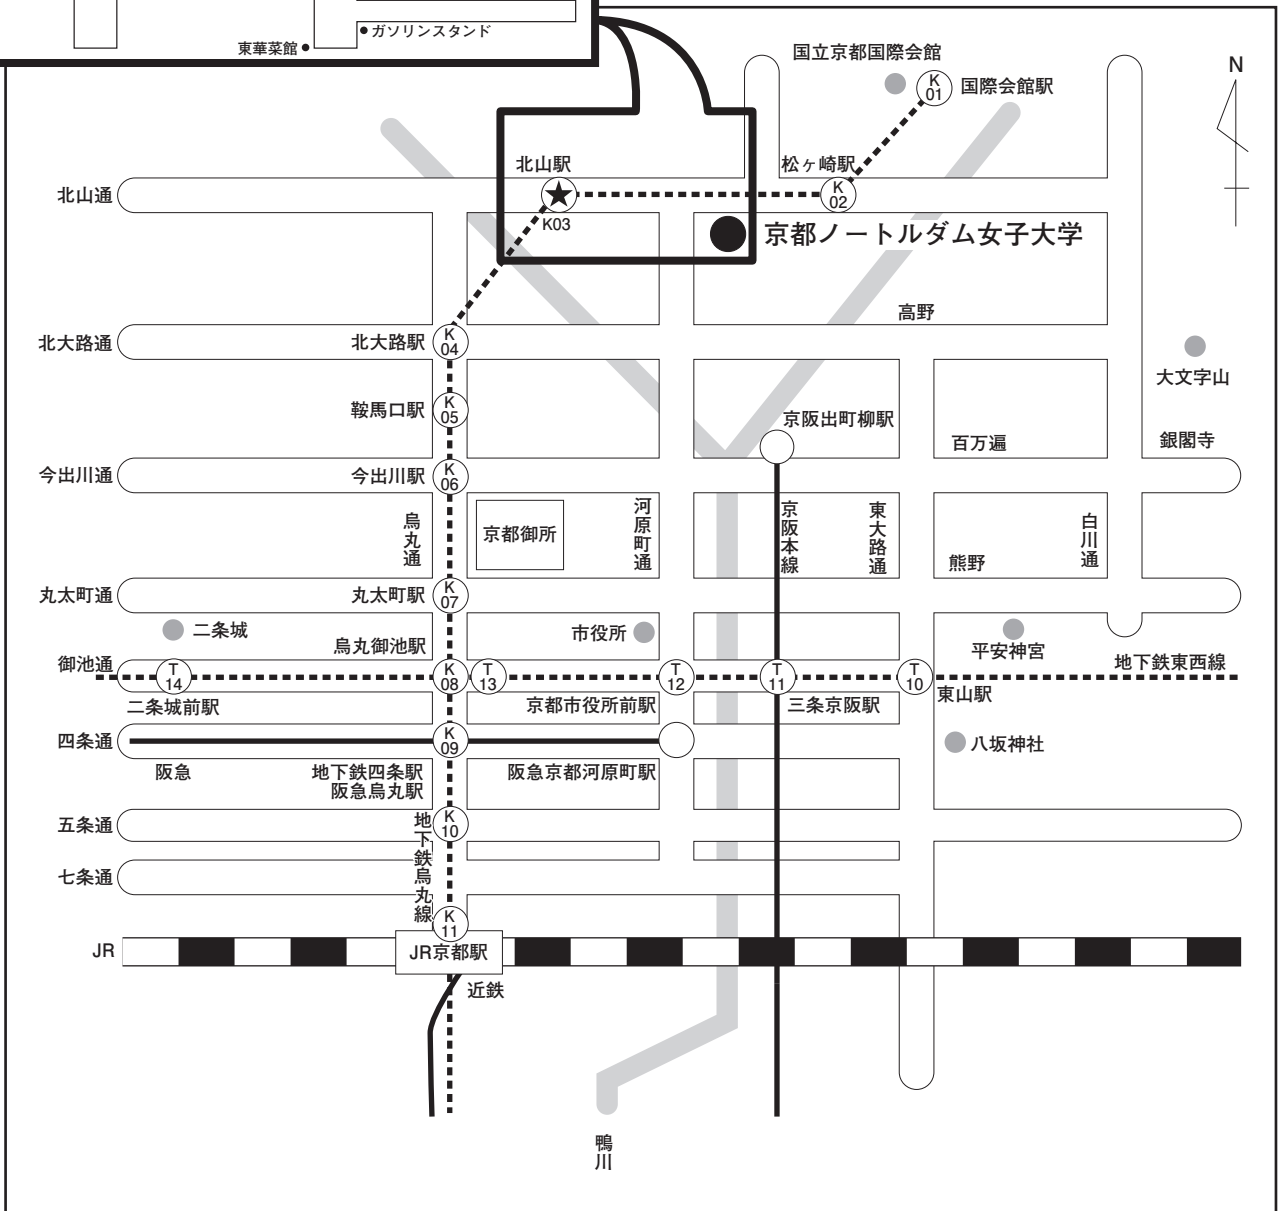 ガソリンスタンド
東華菜館
国立京都国際会館
N
K
01
国際会館駅
北山駅
松ヶ崎駅
北山通
K
02
K03
京都ノートルダム女子大学
高野
北大路通
北大路駅
K
04
大文字山
鞍馬口駅
K
05
京阪出町柳駅
百万遍
銀閣寺
今出川通
今出川駅
K
06
烏丸通
京都御所
河原町通
京阪本線
東大路通
白川通
熊野
丸太町通
丸太町駅
K
07
二条城
烏丸御池駅
市役所
平安神宮
御池通
地下鉄東西線
T
14
K
08
T
13
T
12
T
11
T
10
東山駅
二条城前駅
京都市役所前駅
三条京阪駅
四条通
K
09
八坂神社
阪急
地下鉄四条駅
阪急烏丸駅
阪急京都河原町駅
五条通
K
10
地下鉄烏丸線
七条通
K
11
JR
JR京都駅
近鉄
鴨川